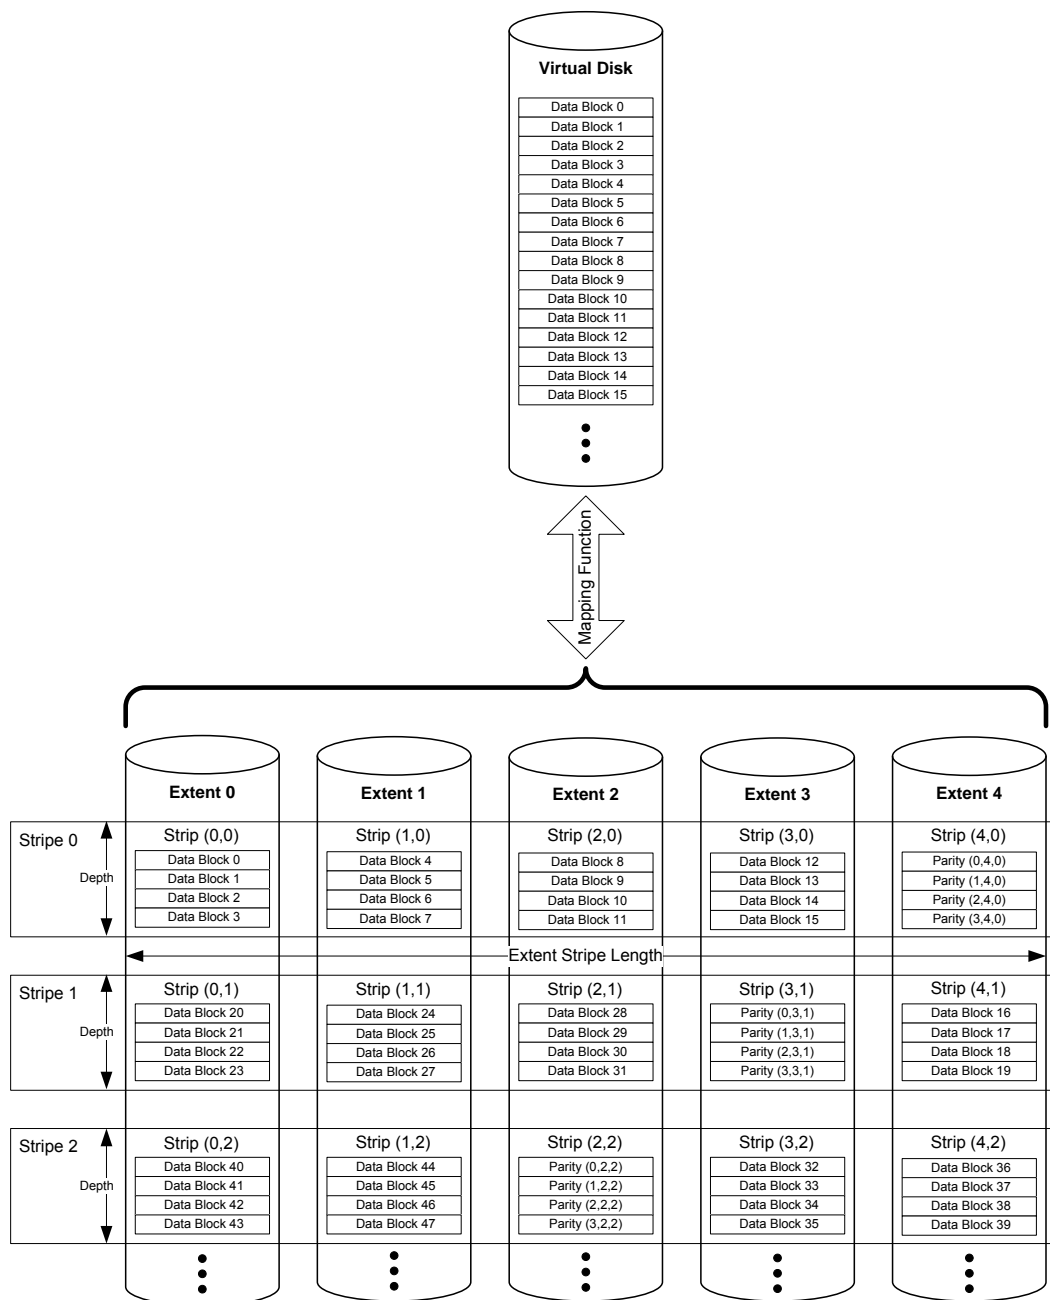 Virtual Disk
Data Block 0
Data Block 1
Data Block 2
Data Block 3
Data Block 4
Data Block 5
Data Block 6
Data Block 7
Data Block 8
Data Block 9
Data Block 10
Data Block 11
Data Block 12
Data Block 13
Data Block 14
Data Block 15
Mapping Function
Extent 0
Extent 1
Extent 2
Extent 3
Extent 4
Stripe 0
Depth
Strip (0,0)
Data Block 0
Data Block 1
Data Block 2
Data Block 3
Strip (1,0)
Data Block 4
Data Block 5
Data Block 6
Data Block 7
Strip (2,0)
Data Block 8
Data Block 9
Data Block 10
Data Block 11
Strip (3,0)
Data Block 12
Data Block 13
Data Block 14
Data Block 15
Strip (4,0)
Parity (0,4,0)
Parity (1,4,0)
Parity (2,4,0)
Parity (3,4,0)
Extent Stripe Length
Stripe 1
Depth
Strip (0,1)
Data Block 20
Data Block 21
Data Block 22
Data Block 23
Strip (1,1)
Data Block 24
Data Block 25
Data Block 26
Data Block 27
Strip (2,1)
Data Block 28
Data Block 29
Data Block 30
Data Block 31
Strip (3,1)
Parity (0,3,1)
Parity (1,3,1)
Parity (2,3,1)
Parity (3,3,1)
Strip (4,1)
Data Block 16
Data Block 17
Data Block 18
Data Block 19
Stripe 2
Depth
Strip (0,2)
Data Block 40
Data Block 41
Data Block 42
Data Block 43
Strip (1,2)
Data Block 44
Data Block 45
Data Block 46
Data Block 47
Strip (2,2)
Parity (0,2,2)
Parity (1,2,2)
Parity (2,2,2)
Parity (3,2,2)
Strip (3,2)
Data Block 32
Data Block 33
Data Block 34
Data Block 35
Strip (4,2)
Data Block 36
Data Block 37
Data Block 38
Data Block 39